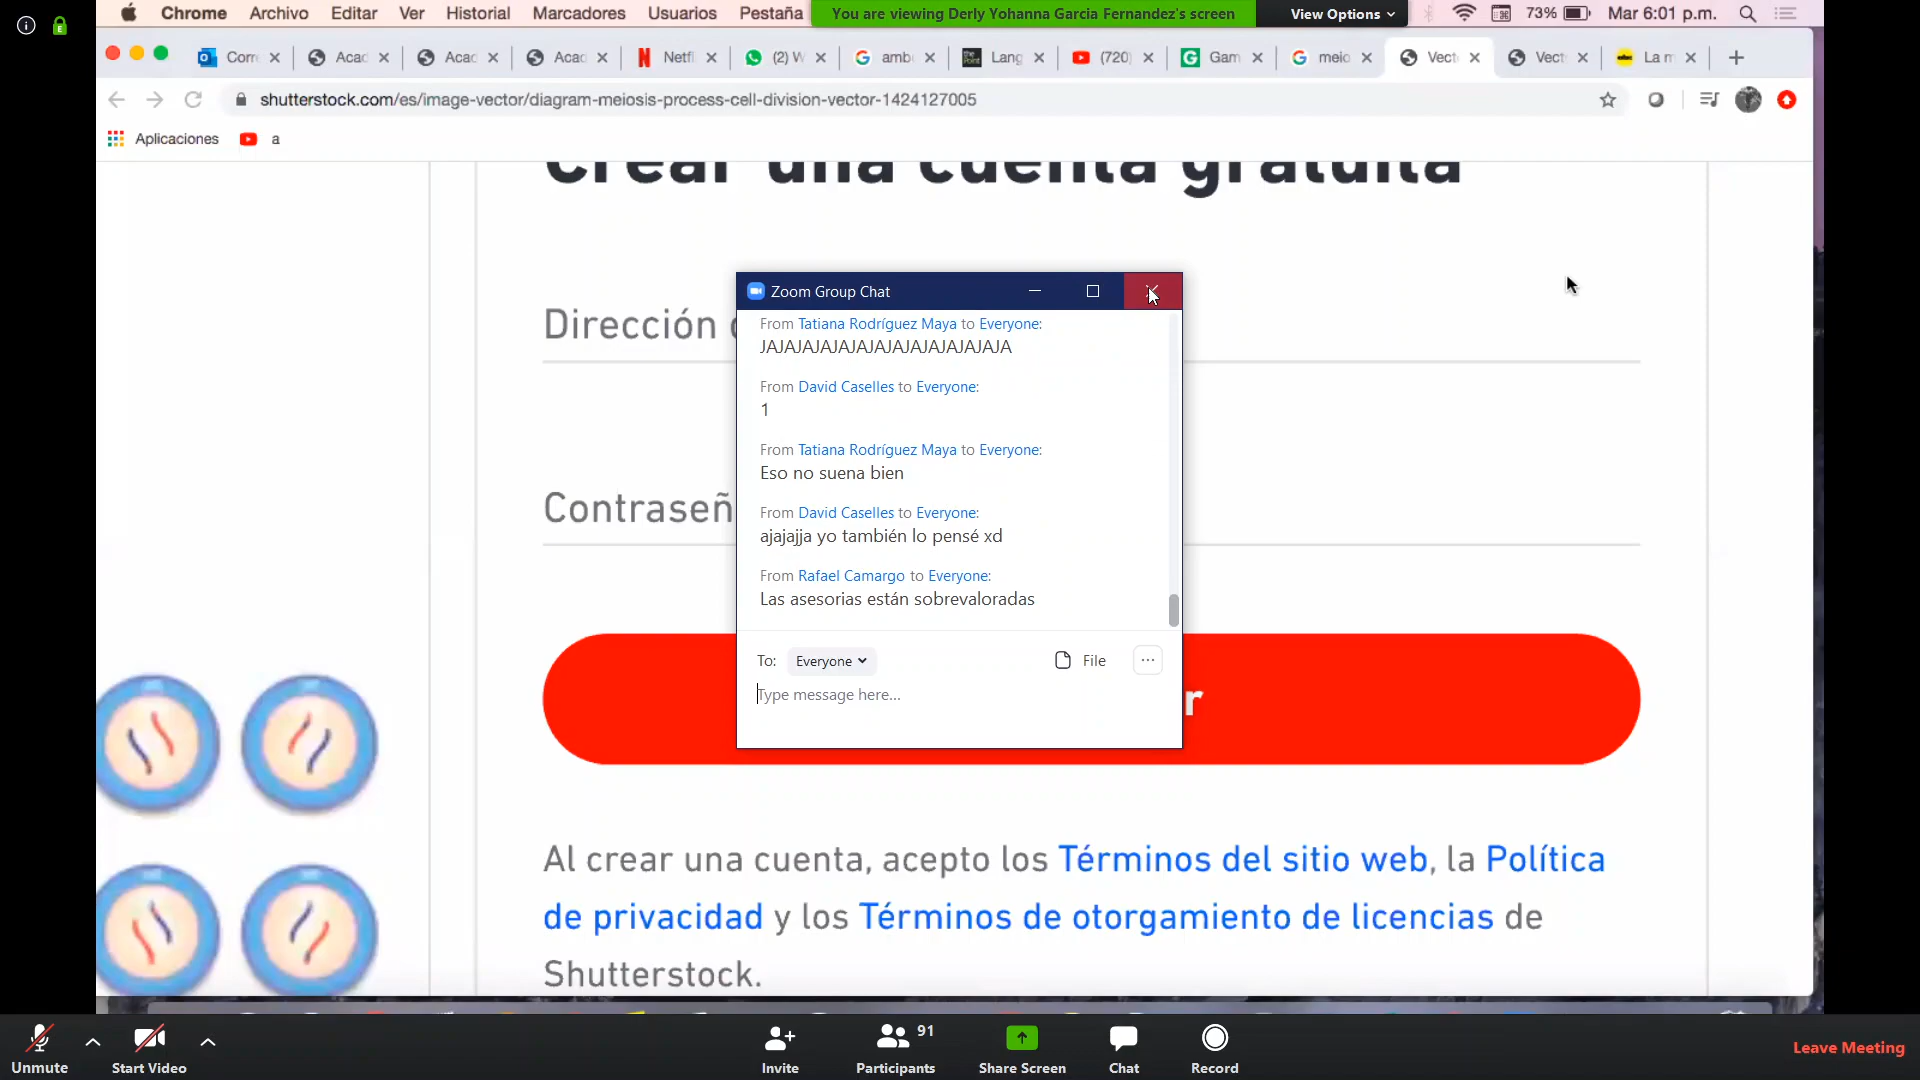 Chrome Archivo Editar Ver Historial Marcadores Usuarios Pestaña
You are viewing Derly Yohanna Garcia Fernandez's screen
View Options
73% Mar 6:01 p.m.
Corr Acac Acac Acac Netfl (2) W amb Lang (720) Gam meio Vect Vect La m
shutterstock.com/es/image-vector/diagram-meiosis-process-cell-division-vector-1424127005
Aplicaciones a
Crear una cuenta gratuita
Dirección
Contraseñ
r
Zoom Group Chat
From Tatiana Rodríguez Maya to Everyone:
JAJAJAJAJAJAJAJAJAJAJAJAJAJA
From David Caselles to Everyone:
1
From Tatiana Rodríguez Maya to Everyone:
Eso no suena bien
From David Caselles to Everyone:
ajajajja yo también lo pensé xd
From Rafael Camargo to Everyone:
Las asesorias están sobrevaloradas
To: Everyone File ...
Type message here...
Al crear una cuenta, acepto los Términos del sitio web, la Política
de privacidad y los Términos de otorgamiento de licencias de
Shutterstock.
Unmute
Start Video
Invite
Participants 91
Share Screen
Chat
Record
Leave Meeting